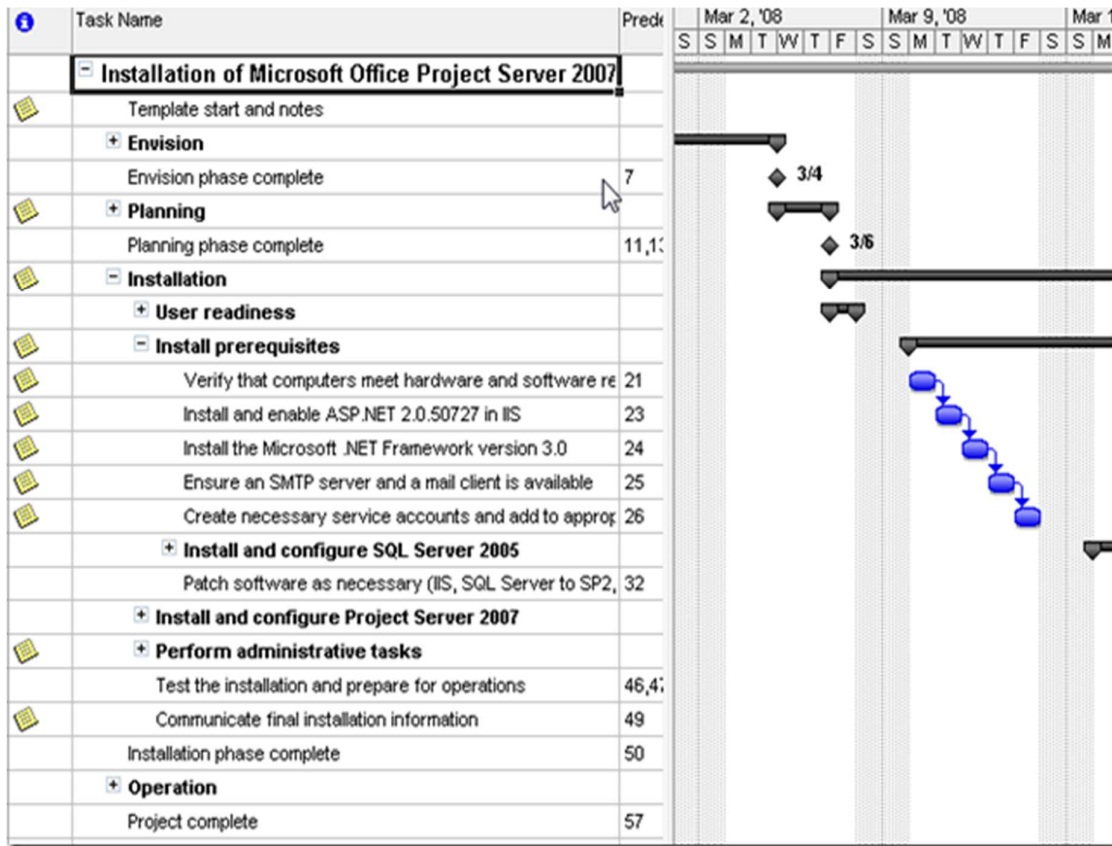 Task Name Prede Mar 2, '08 Mar 9, '08 Mar 1
S S M T W T F S S M T W T F S S M
Installation of Microsoft Office Project Server 2007
Template start and notes
Envision
Envision phase complete 7 3/4
Planning
Planning phase complete 11,13 3/6
Installation
User readiness
Install prerequisites
Verify that computers meet hardware and software re 21
Install and enable ASP.NET 2.0.50727 in IIS 23
Install the Microsoft .NET Framework version 3.0 24
Ensure an SMTP server and a mail client is available 25
Create necessary service accounts and add to approp 26
Install and configure SQL Server 2005
Patch software as necessary (IIS, SQL Server to SP2, 32
Install and configure Project Server 2007
Perform administrative tasks
Test the installation and prepare for operations 46,47
Communicate final installation information 49
Installation phase complete 50
Operation
Project complete 57